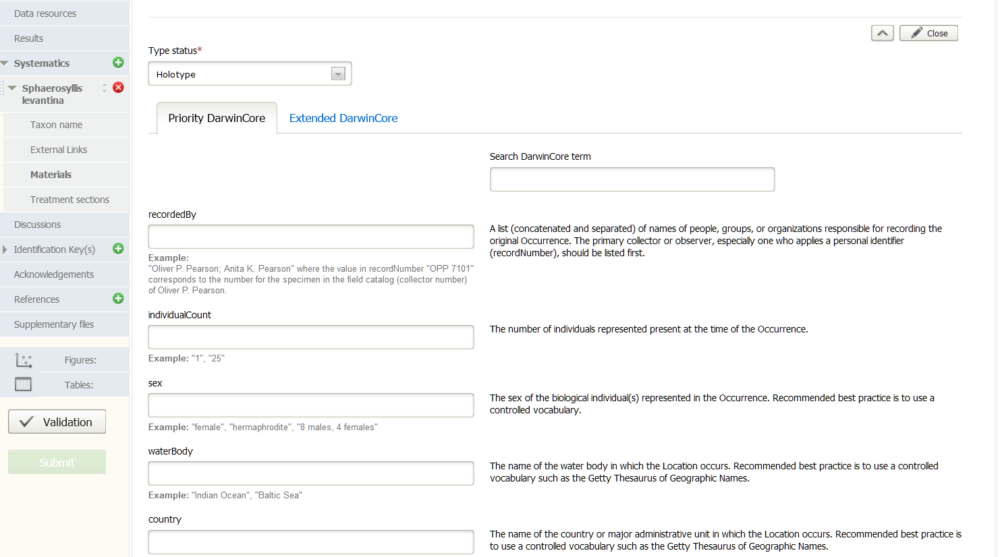 Data resources
Results
Systematics
Sphaerosyllis
levantina
Taxon name
External Links
Materials
Treatment sections
Discussions
Identification Key(s)
Acknowledgements
References
Supplementary files
Figures:
Tables:
Validation
Submit
Close
Type status*
Holotype
Priority DarwinCore
Extended DarwinCore
Search DarwinCore term
recordedBy
A list (concatenated and separated) of names of people, groups, or organizations responsible for recording the
original Occurrence. The primary collector or observer, especially one who applies a personal identifier
(recordNumber), should be listed first.
Example:
"Oliver P. Pearson; Anita K. Pearson" where the value in recordNumber "OPP 7101"
corresponds to the number for the specimen in the field catalog (collector number)
of Oliver P. Pearson.
individualCount
The number of individuals represented present at the time of the Occurrence.
Example: "1", "25"
sex
The sex of the biological individual(s) represented in the Occurrence. Recommended best practice is to use a
controlled vocabulary.
Example: "female", "hermaphrodite", "8 males, 4 females"
waterBody
The name of the water body in which the Location occurs. Recommended best practice is to use a controlled
vocabulary such as the Getty Thesaurus of Geographic Names.
Example: "Indian Ocean", "Baltic Sea"
country
The name of the country or major administrative unit in which the Location occurs. Recommended best practice is
to use a controlled vocabulary such as the Getty Thesaurus of Geographic Names.